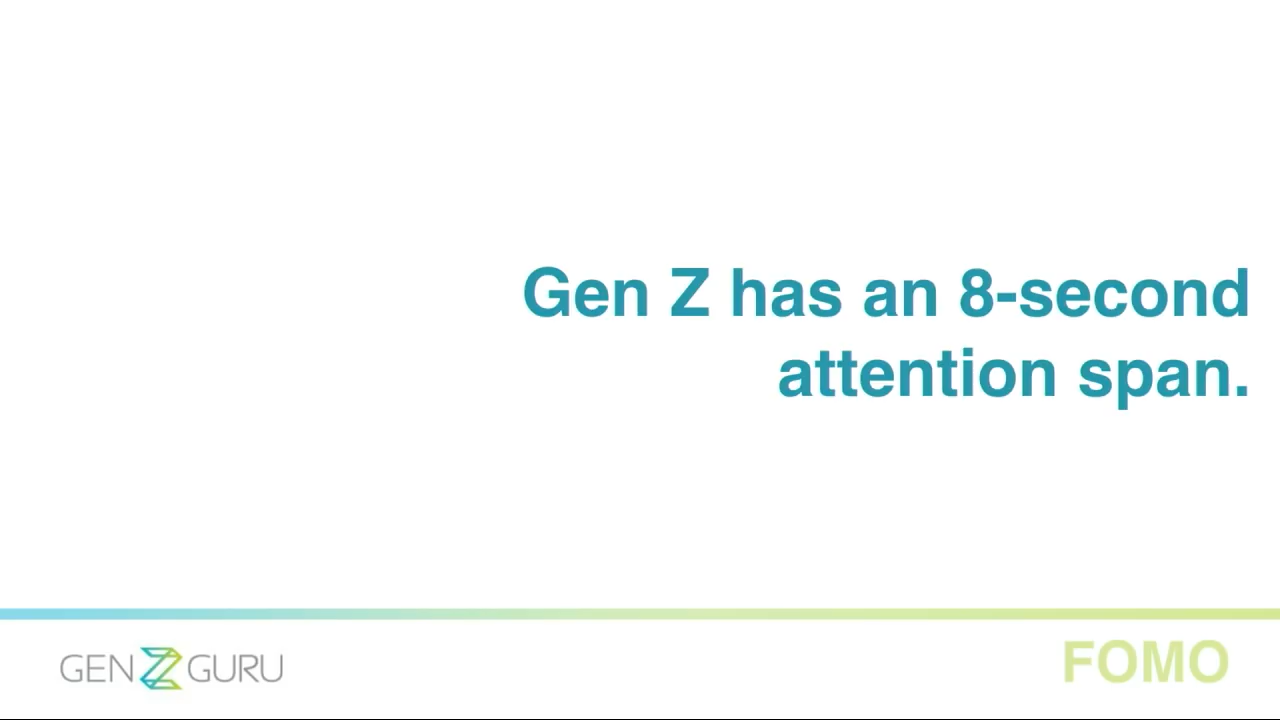 Gen Z has an 8-second
attention span.
GEN Z GURU
FOMO